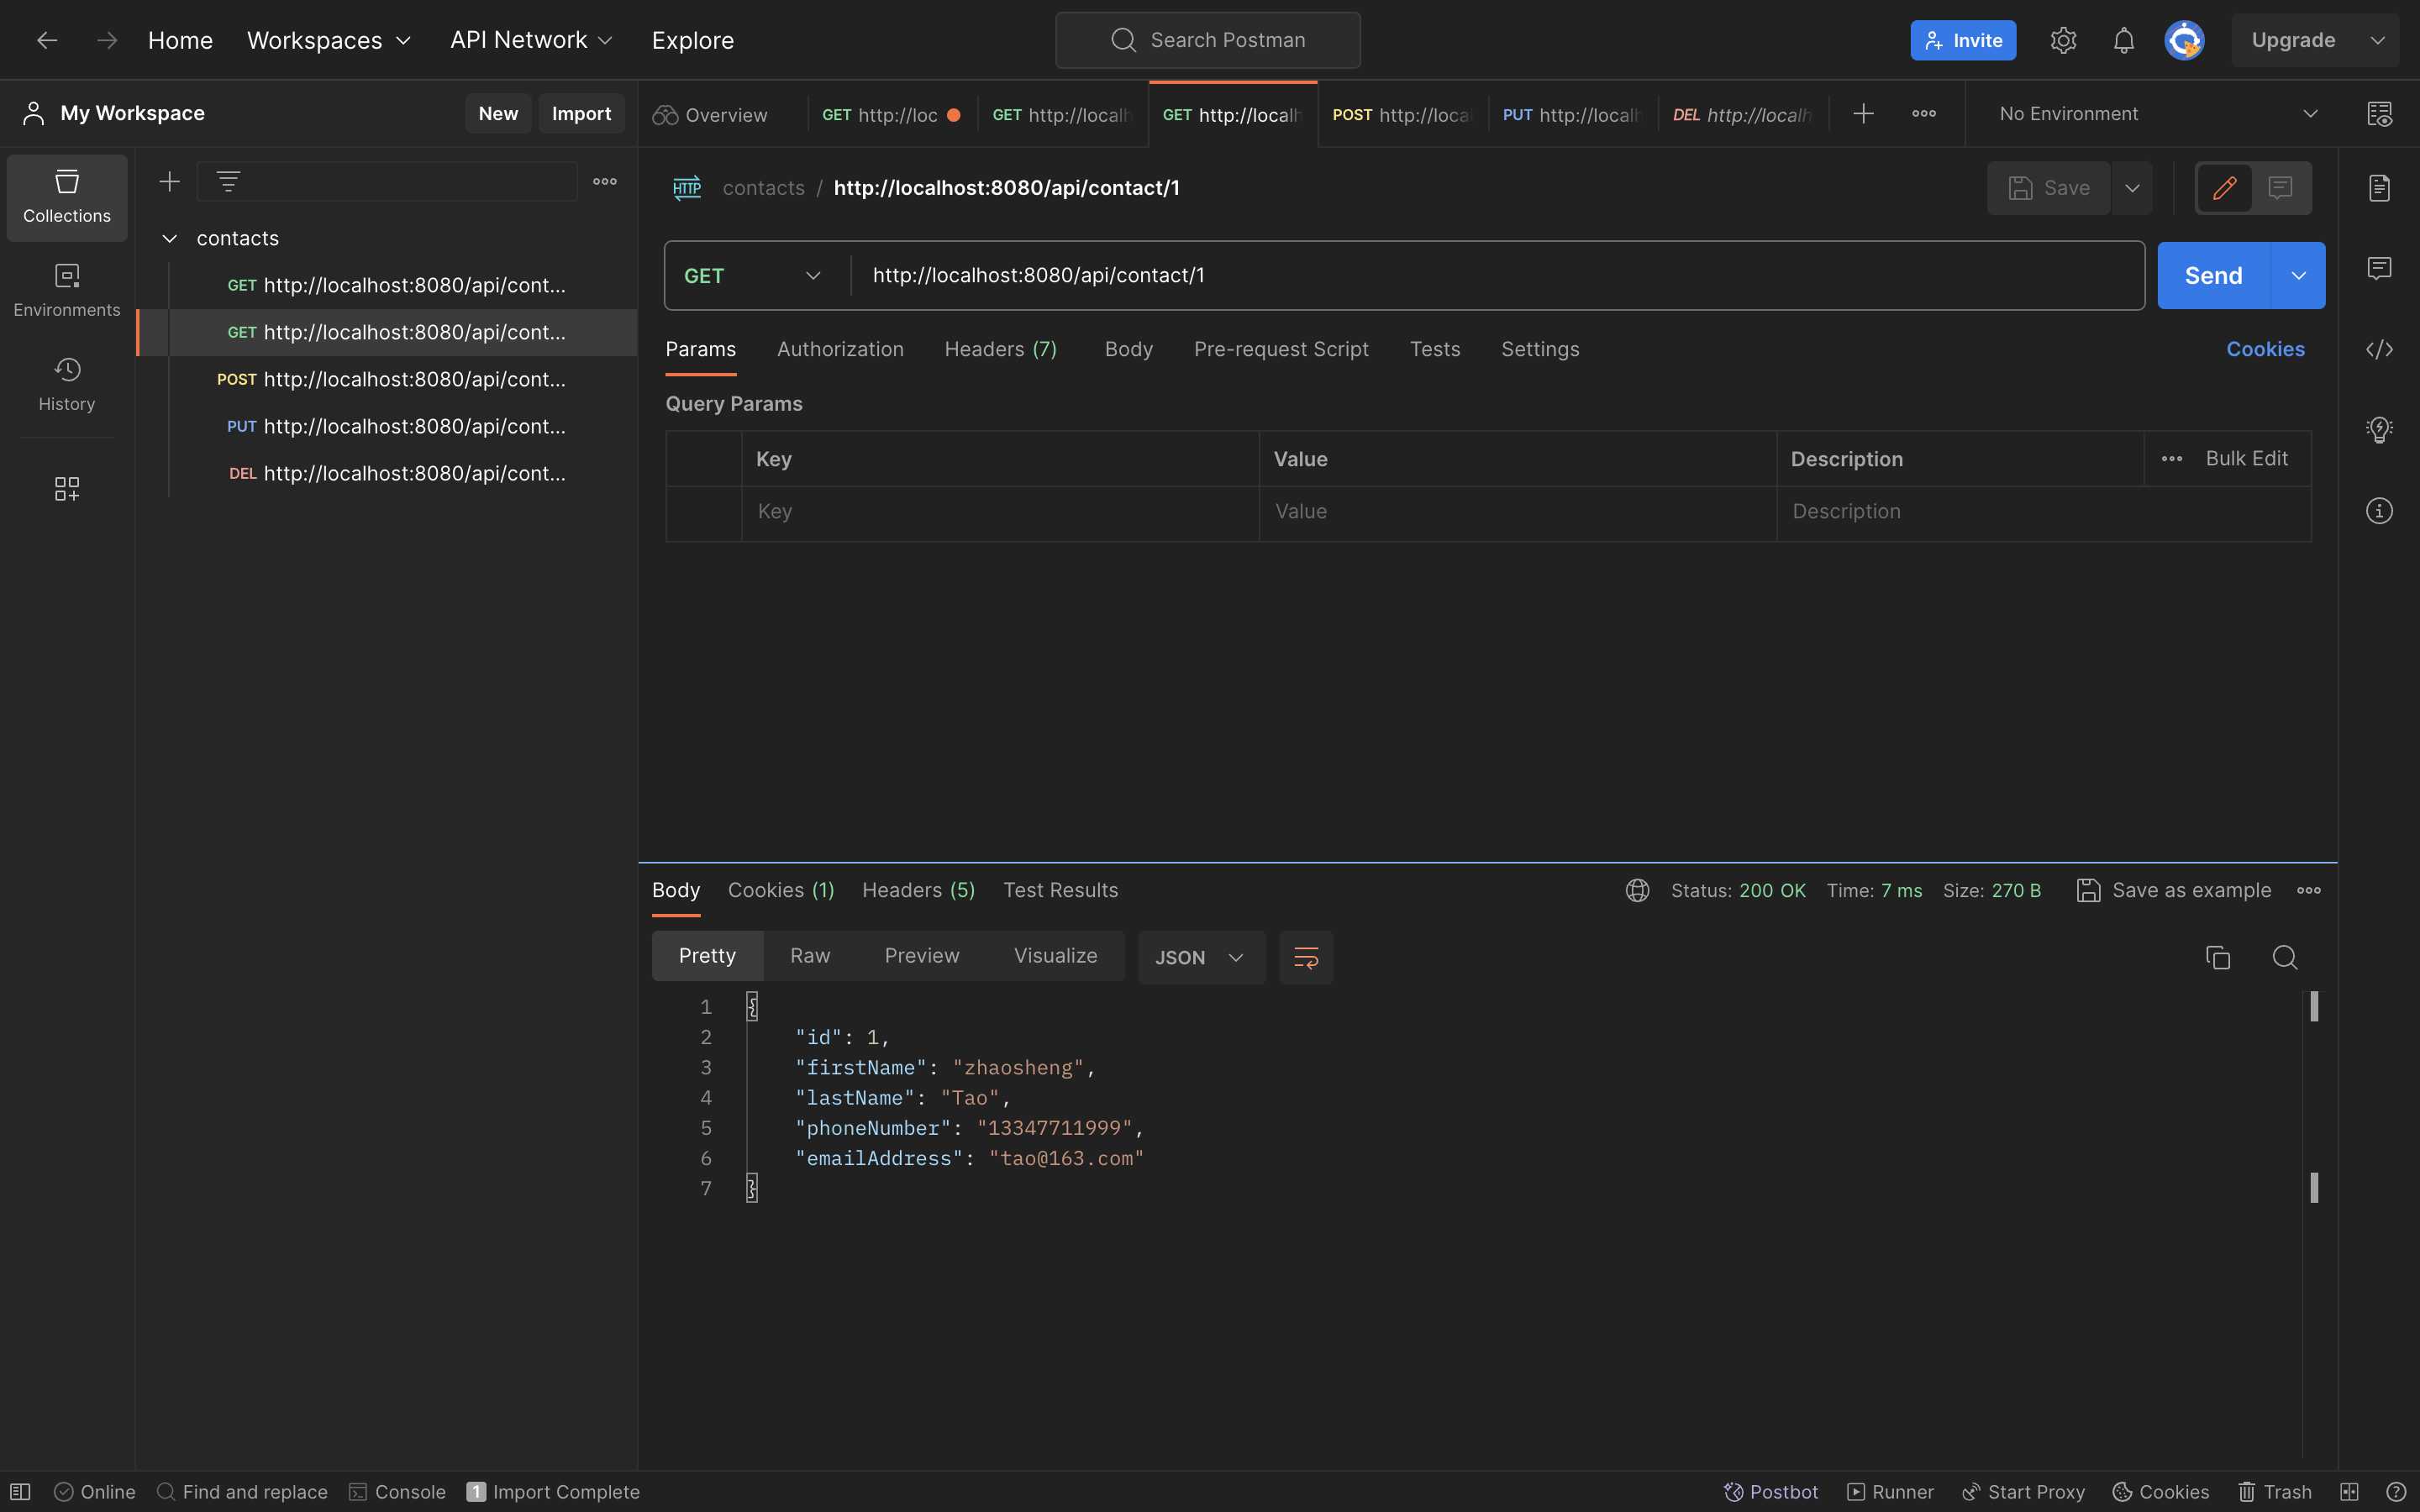 Home Workspaces API Network Explore Search Postman Invite Upgrade
My Workspace New Import Overview GET http://loc GET http://localh GET http://localh POST http://loca PUT http://localh DEL http://localh No Environment
Collections
Environments
History
contacts
GET http://localhost:8080/api/cont...
GET http://localhost:8080/api/cont...
POST http://localhost:8080/api/cont...
PUT http://localhost:8080/api/cont...
DEL http://localhost:8080/api/cont...
HTTP contacts / http://localhost:8080/api/contact/1 Save
GET http://localhost:8080/api/contact/1 Send
Params Authorization Headers (7) Body Pre-request Script Tests Settings Cookies
Query Params
Key Value Description Bulk Edit
Key Value Description
Body Cookies (1) Headers (5) Test Results Status: 200 OK Time: 7 ms Size: 270 B Save as example
Pretty Raw Preview Visualize JSON
1 {
2 "id": 1,
3 "firstName": "zhaosheng",
4 "lastName": "Tao",
5 "phoneNumber": "13347711999",
6 "emailAddress": "tao@163.com"
7 }
Online Find and replace Console 1 Import Complete Postbot Runner Start Proxy Cookies Trash